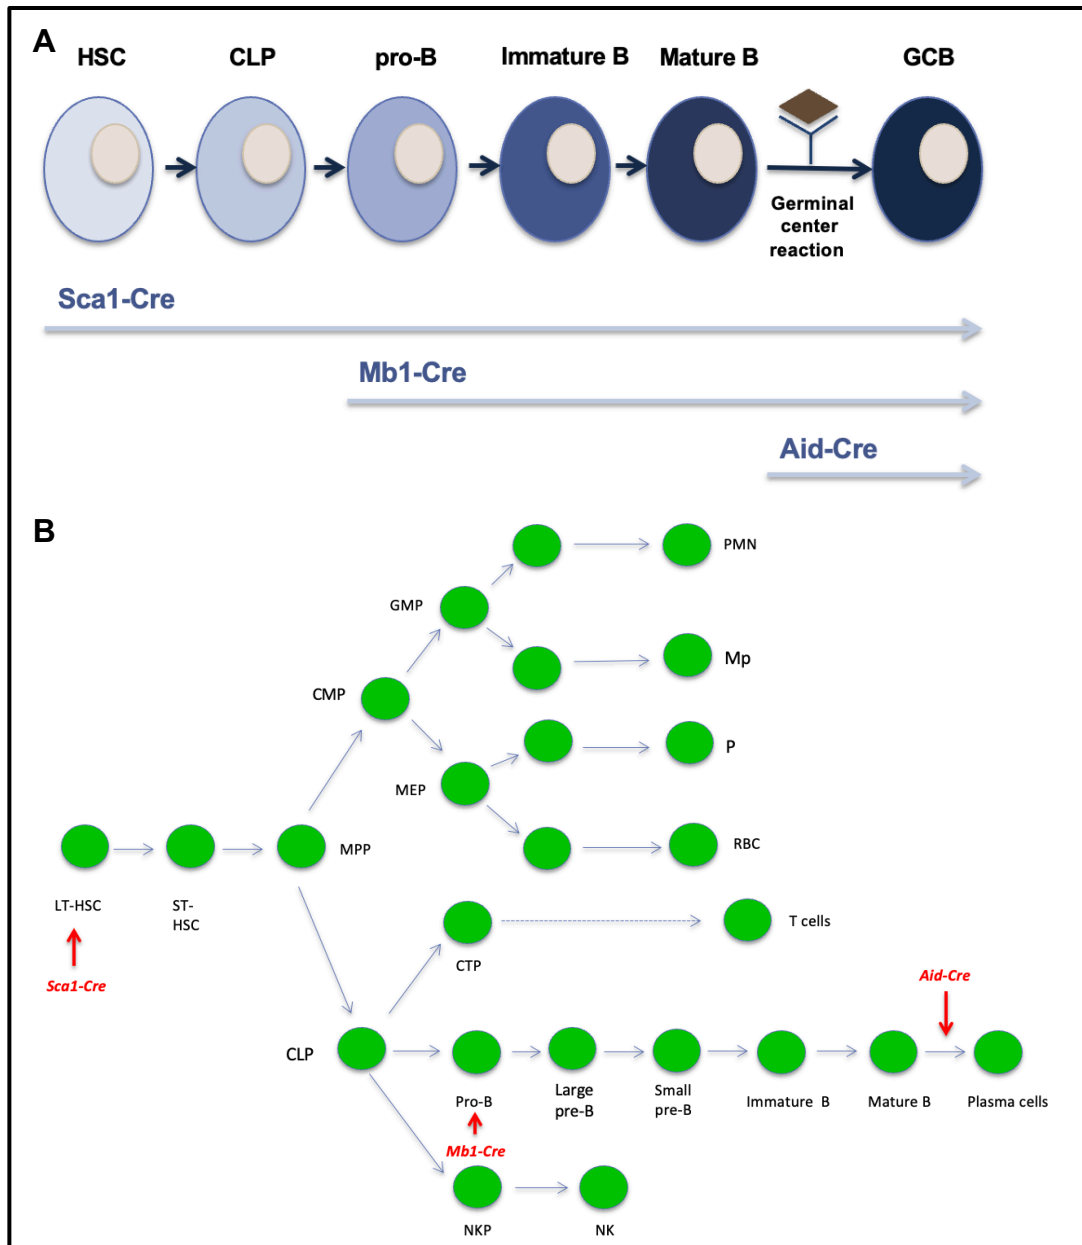 A
HSC CLP pro-B Immature B Mature B GCB
Germinal
center
reaction
Sca1-Cre
Mb1-Cre
Aid-Cre
B
PMN
GMP
Mp
CMP
P
MEP
RBC
MPP
LT-HSC
ST-
HSC
Sca1-Cre
T cells
CTP
Aid-Cre
CLP
Pro-B
Large
pre-B
Small
pre-B
Immature B
Mature B
Plasma cells
Mb1-Cre
NKP
NK